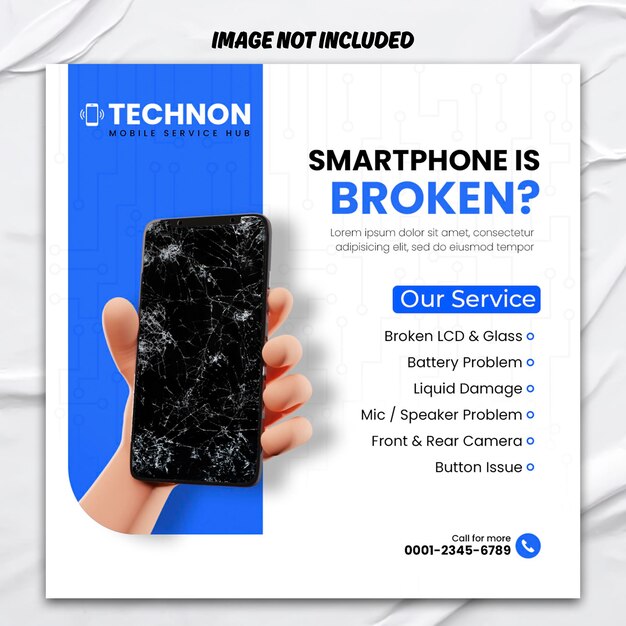 IMAGE NOT INCLUDED
TECHNON
MOBILE SERVICE HUB
SMARTPHONE IS
BROKEN?
Lorem ipsum dolor sit amet, consectetur
adipiscing elit, sed do eiusmod tempor
Our Service
Broken LCD & Glass
Battery Problem
Liquid Damage
Mic / Speaker Problem
Front & Rear Camera
Button Issue
Call for more
0001-2345-6789